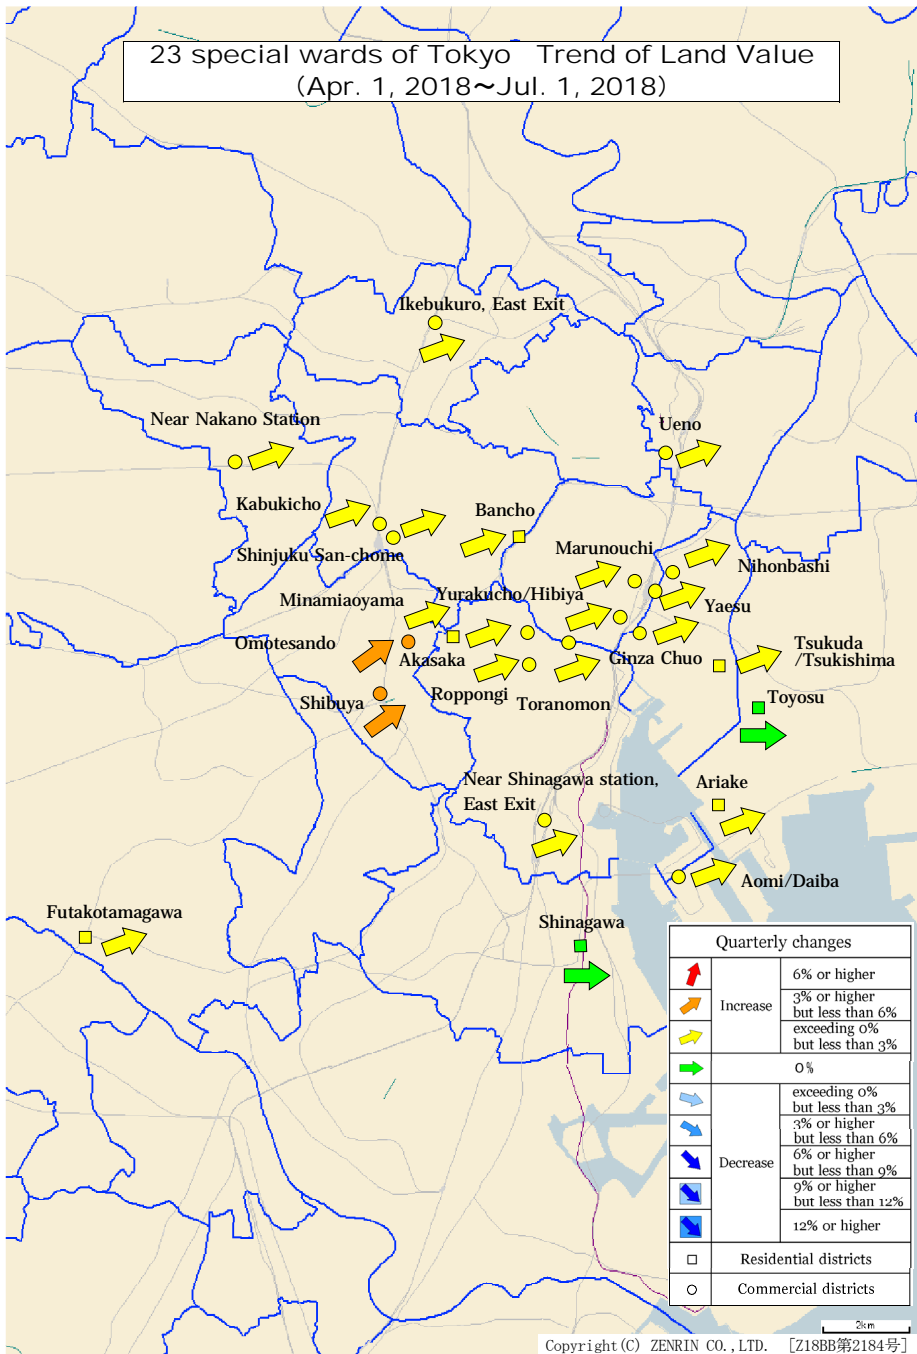 23 special wards of Tokyo Trend of Land Value
(Apr. 1, 2018～Jul. 1, 2018)
Ikebukuro, East Exit
Near Nakano Station
Ueno
Kabukicho
Bancho
Shinjuku San-chome
Marunouchi
Nihonbashi
Minamiaoyama
Yurakucho/Hibiya
Yaesu
Omotesando
Akasaka
Ginza Chuo
Tsukuda
/Tsukishima
Shibuya
Roppongi
Toranomon
Toyosu
Near Shinagawa station,
East Exit
Ariake
Aomi/Daiba
Futakotamagawa
Shinagawa
Quarterly changes
Increase
6% or higher
3% or higher
but less than 6%
exceeding 0%
but less than 3%
0%
Decrease
exceeding 0%
but less than 3%
3% or higher
but less than 6%
6% or higher
but less than 9%
9% or higher
but less than 12%
12% or higher
Residential districts
Commercial districts
2km
Copyright(C) ZENRIN CO.,LTD. [Z18BB第2184号]